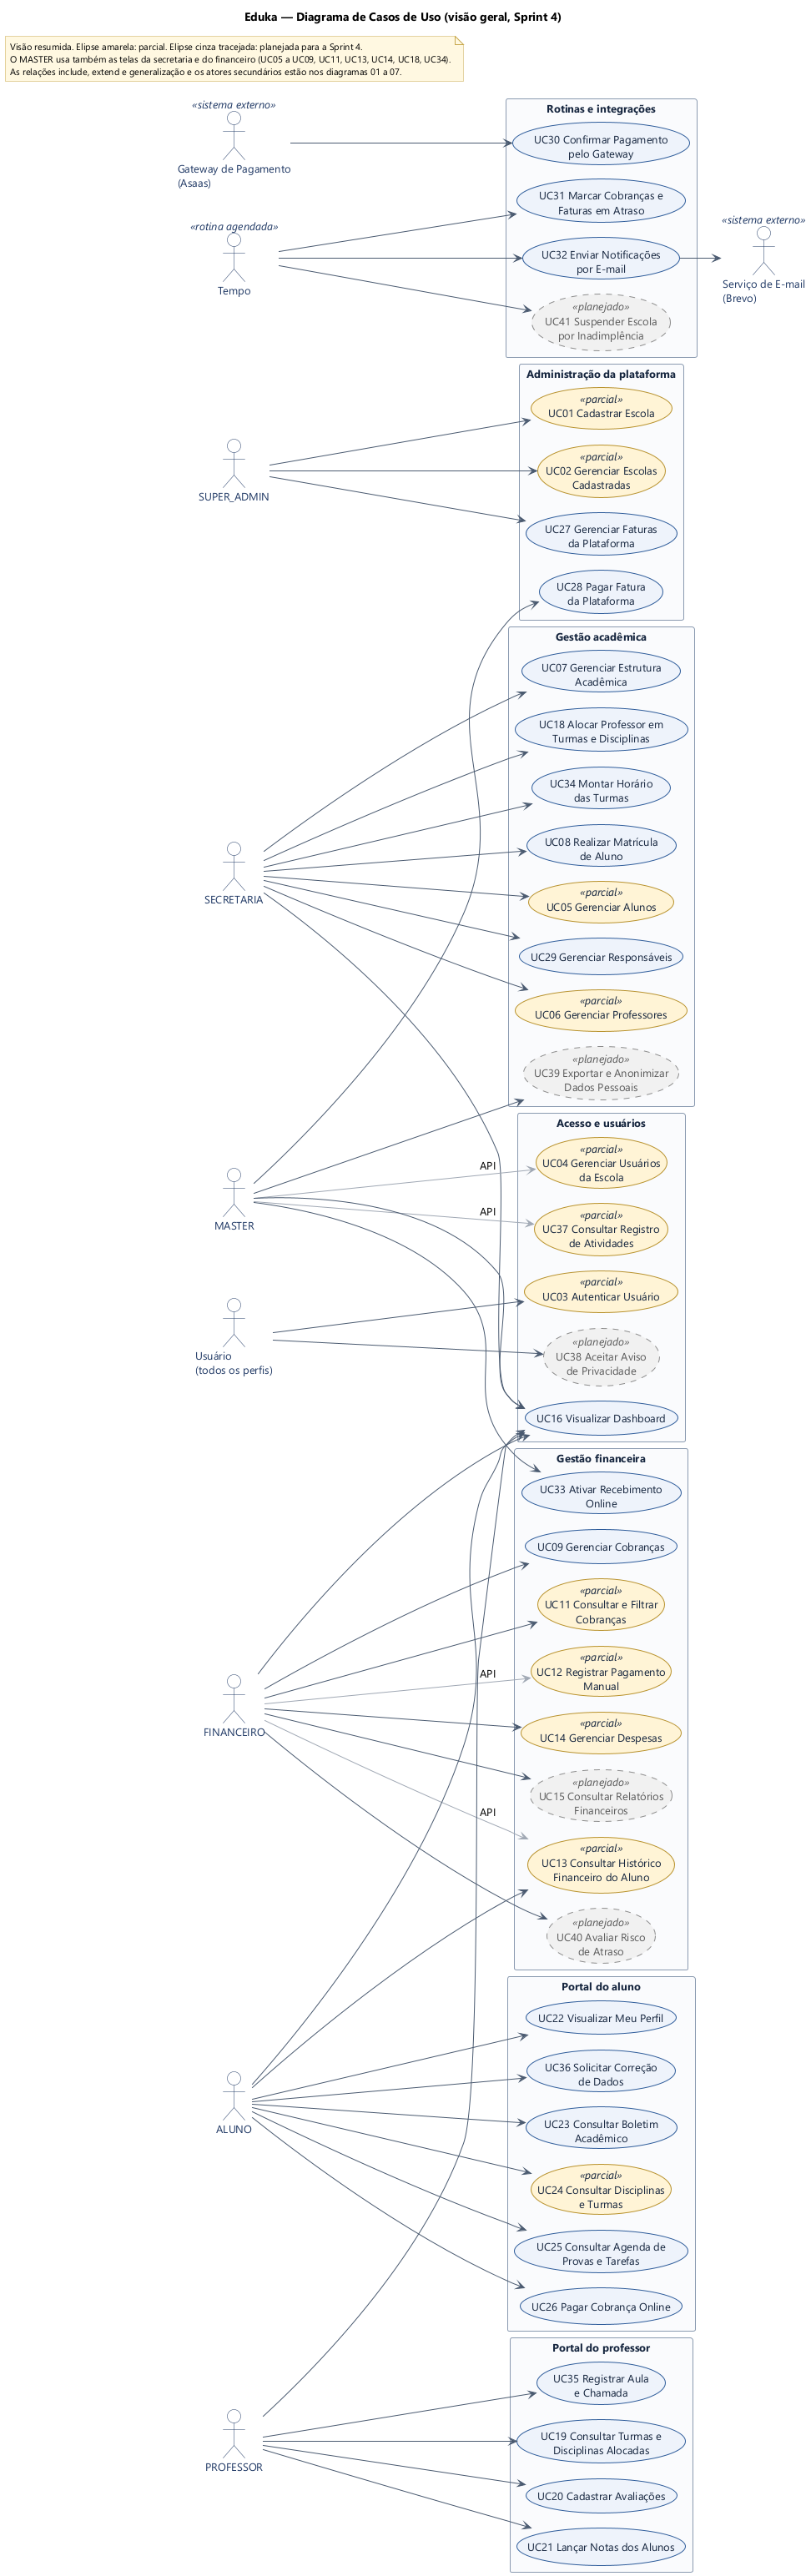 Eduka — Diagrama de Casos de Uso (visão geral, Sprint 4)
Visão resumida. Elipse amarela: parcial. Elipse cinza tracejada: planejada para a Sprint 4.
O MASTER usa também as telas da secretaria e do financeiro (UC05 a UC09, UC11, UC13, UC14, UC18, UC34).
As relações include, extend e generalização e os atores secundários estão nos diagramas 01 a 07.
«sistema externo»
Gateway de Pagamento
(Asaas)
«rotina agendada»
Tempo
Rotinas e integrações
UC30 Confirmar Pagamento
pelo Gateway
UC31 Marcar Cobranças e
Faturas em Atraso
UC32 Enviar Notificações
por E-mail
«planejado»
UC41 Suspender Escola
por Inadimplência
«sistema externo»
Serviço de E-mail
(Brevo)
SUPER_ADMIN
Administração da plataforma
«parcial»
UC01 Cadastrar Escola
«parcial»
UC02 Gerenciar Escolas
Cadastradas
UC27 Gerenciar Faturas
da Plataforma
UC28 Pagar Fatura
da Plataforma
SECRETARIA
Gestão acadêmica
UC07 Gerenciar Estrutura
Acadêmica
UC18 Alocar Professor em
Turmas e Disciplinas
UC34 Montar Horário
das Turmas
UC08 Realizar Matrícula
de Aluno
«parcial»
UC05 Gerenciar Alunos
UC29 Gerenciar Responsáveis
«parcial»
UC06 Gerenciar Professores
«planejado»
UC39 Exportar e Anonimizar
Dados Pessoais
MASTER
API
API
Usuário
(todos os perfis)
Acesso e usuários
«parcial»
UC04 Gerenciar Usuários
da Escola
«parcial»
UC37 Consultar Registro
de Atividades
«parcial»
UC03 Autenticar Usuário
«planejado»
UC38 Aceitar Aviso
de Privacidade
UC16 Visualizar Dashboard
FINANCEIRO
API
API
Gestão financeira
UC33 Ativar Recebimento
Online
UC09 Gerenciar Cobranças
«parcial»
UC11 Consultar e Filtrar
Cobranças
«parcial»
UC12 Registrar Pagamento
Manual
«parcial»
UC14 Gerenciar Despesas
«planejado»
UC15 Consultar Relatórios
Financeiros
«parcial»
UC13 Consultar Histórico
Financeiro do Aluno
«planejado»
UC40 Avaliar Risco
de Atraso
ALUNO
Portal do aluno
UC22 Visualizar Meu Perfil
UC36 Solicitar Correção
de Dados
UC23 Consultar Boletim
Acadêmico
«parcial»
UC24 Consultar Disciplinas
e Turmas
UC25 Consultar Agenda de
Provas e Tarefas
UC26 Pagar Cobrança Online
PROFESSOR
Portal do professor
UC35 Registrar Aula
e Chamada
UC19 Consultar Turmas e
Disciplinas Alocadas
UC20 Cadastrar Avaliações
UC21 Lançar Notas dos Alunos